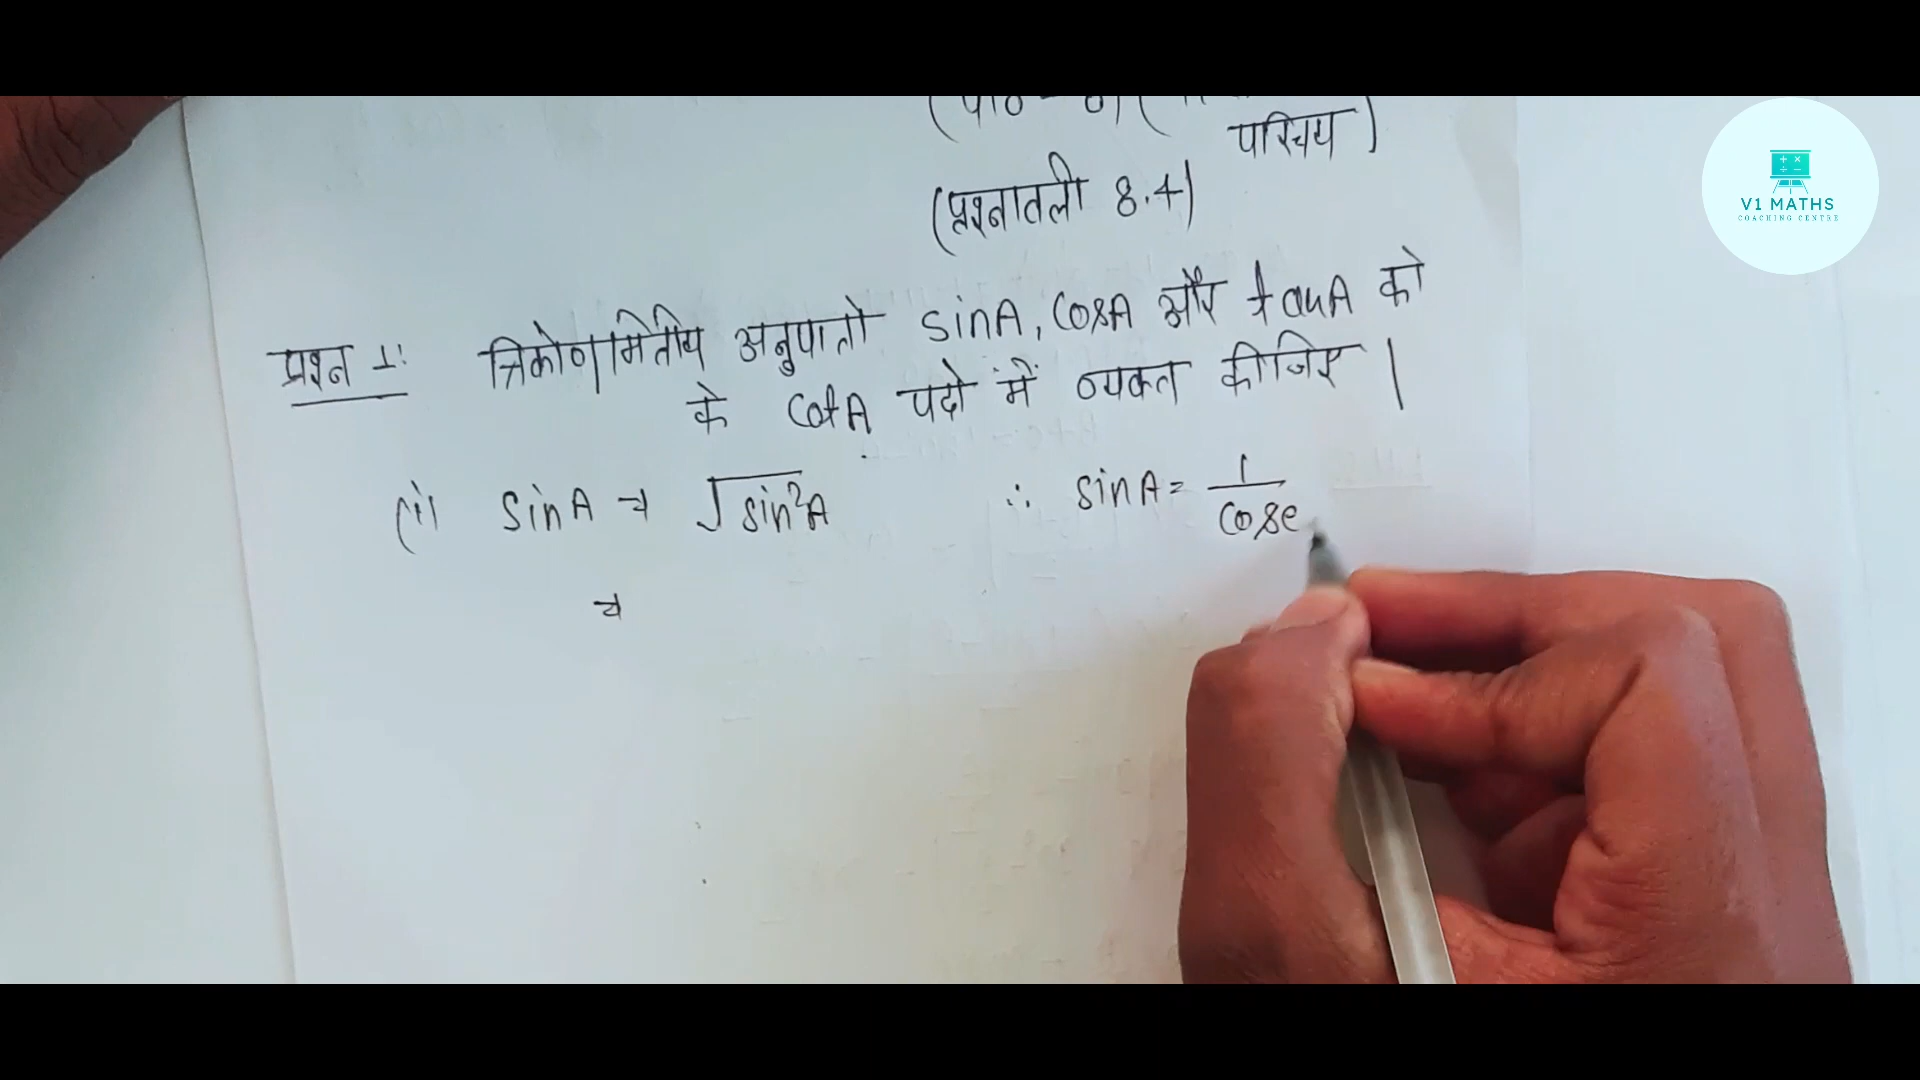 परिचय)
(प्रश्नावली 8.4)
प्रश्न 1: त्रिकोणमितीय अनुपातो sinA, CosA और tanA को
के CotA पदो में व्यक्त कीजिए |
(i) sinA → √sin²A ∴ sinA = 1/Cose
→
V1 MATHS
COACHING CENTRE